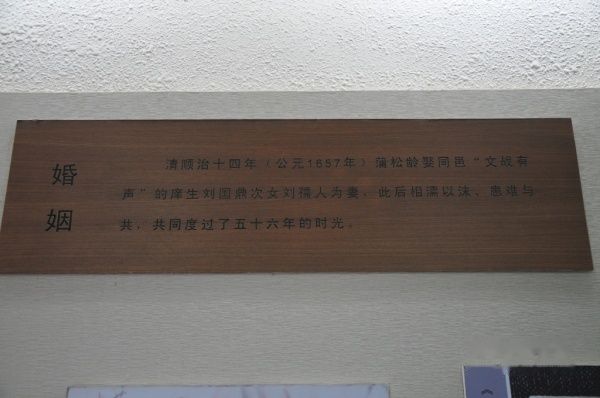 婚姻
清顺治十四年（公元1657年）蒲松龄娶同邑“文战有
声”的庠生刘国鼎次女刘孺人为妻，此后相濡以沫、患难与
共，共同度过了五十六年的时光。